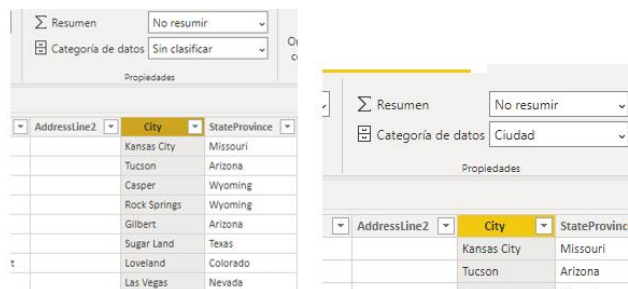 Resumen No resumir
Categoría de datos Sin clasificar
Propiedades
AddressLine2 City StateProvince
Kansas City Missouri
Tucson Arizona
Casper Wyoming
Rock Springs Wyoming
Gilbert Arizona
Sugar Land Texas
Loveland Colorado
Las Vegas Nevada
Resumen No resumir
Categoría de datos Ciudad
Propiedades
AddressLine2 City StateProvinc
Kansas City Missouri
Tucson Arizona